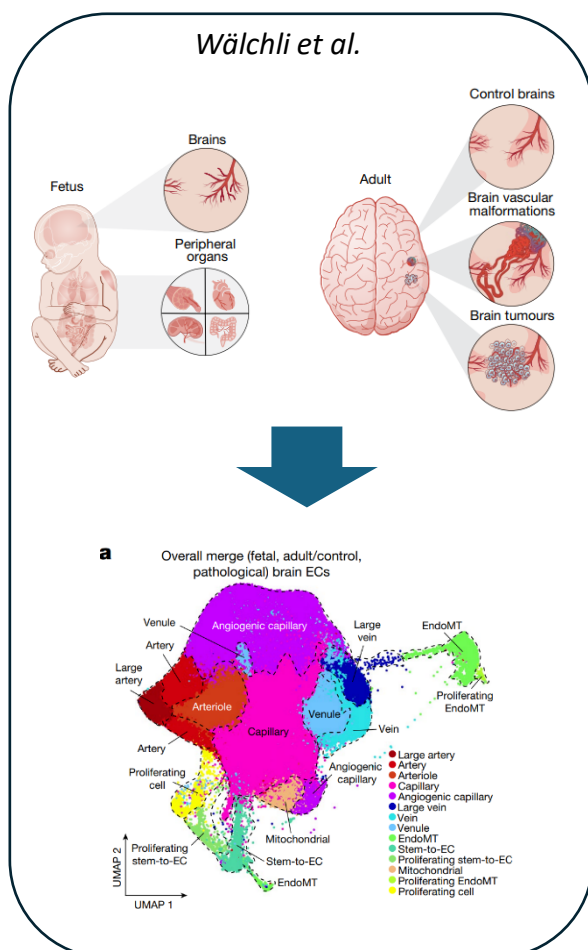 Wälchli et al.
Control brains
Brains
Fetus
Adult
Brain vascular
malformations
Peripheral
organs
Brain tumours
a
Overall merge (fetal, adult/control,
pathological) brain ECs
Venule
Angiogenic capillary
Large
vein
EndoMT
Artery
Large
artery
Proliferating
EndoMT
Arteriole
Venule
Capillary
Vein
Artery
Angiogenic
capillary
Proliferating
cell
Mitochondrial
Proliferating
stem-to-EC
Stem-to-EC
EndoMT
UMAP 2
UMAP 1
Large artery
Artery
Arteriole
Capillary
Angiogenic capillary
Large vein
Vein
Venule
EndoMT
Stem-to-EC
Proliferating stem-to-EC
Mitochondrial
Proliferating EndoMT
Proliferating cell